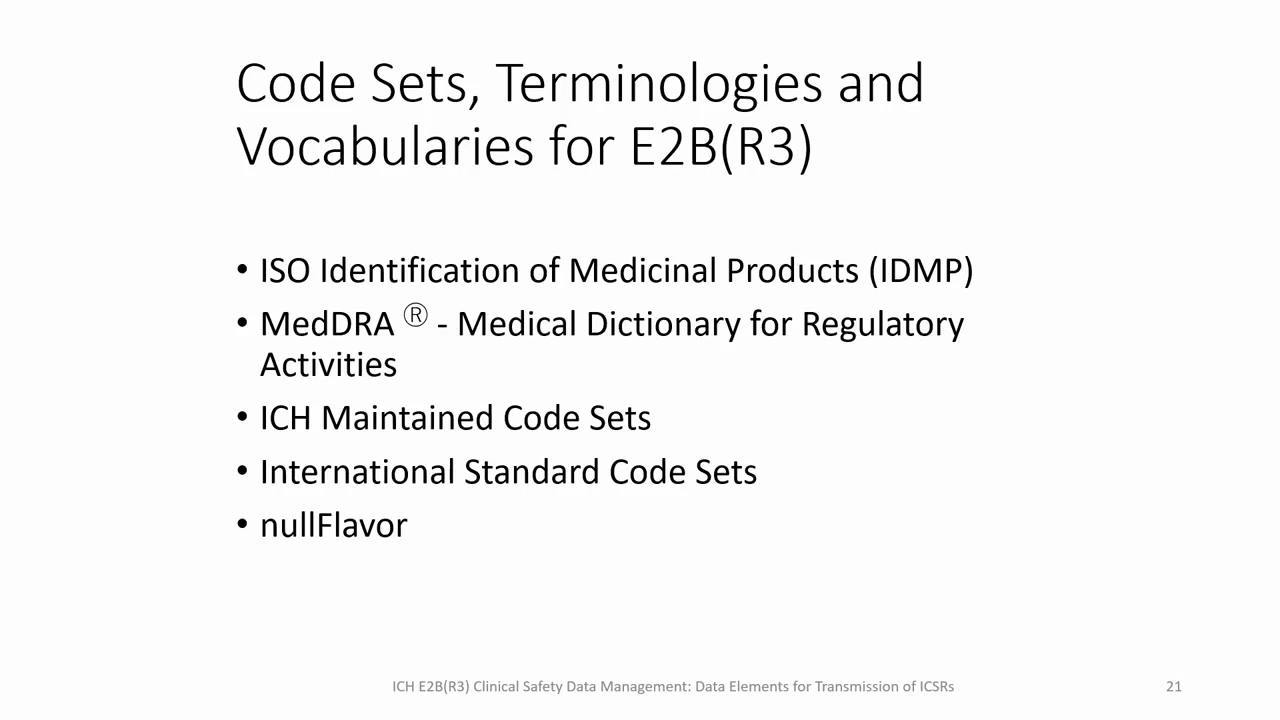 Code Sets, Terminologies and
Vocabularies for E2B(R3)
• ISO Identification of Medicinal Products (IDMP)
• MedDRA ® - Medical Dictionary for Regulatory
Activities
• ICH Maintained Code Sets
• International Standard Code Sets
• nullFlavor
ICH E2B(R3) Clinical Safety Data Management: Data Elements for Transmission of ICSRs
21